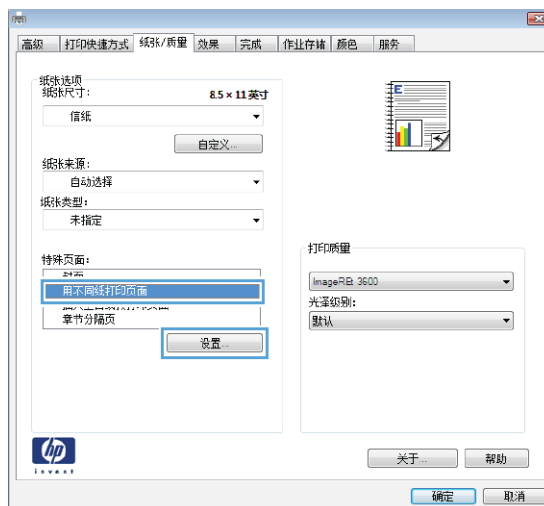 高级 打印快捷方式 纸张/质量 效果 完成 作业存储 颜色 服务
纸张选项
纸张尺寸: 8.5 × 11 英寸
信纸
自定义...
纸张来源:
自动选择
纸张类型:
未指定
特殊页面:
封面
用不同纸打印页面
章节分隔页
设置...
E
打印质量
ImageREt 3600
光泽级别:
默认
hp
invent
关于... 帮助
确定 取消